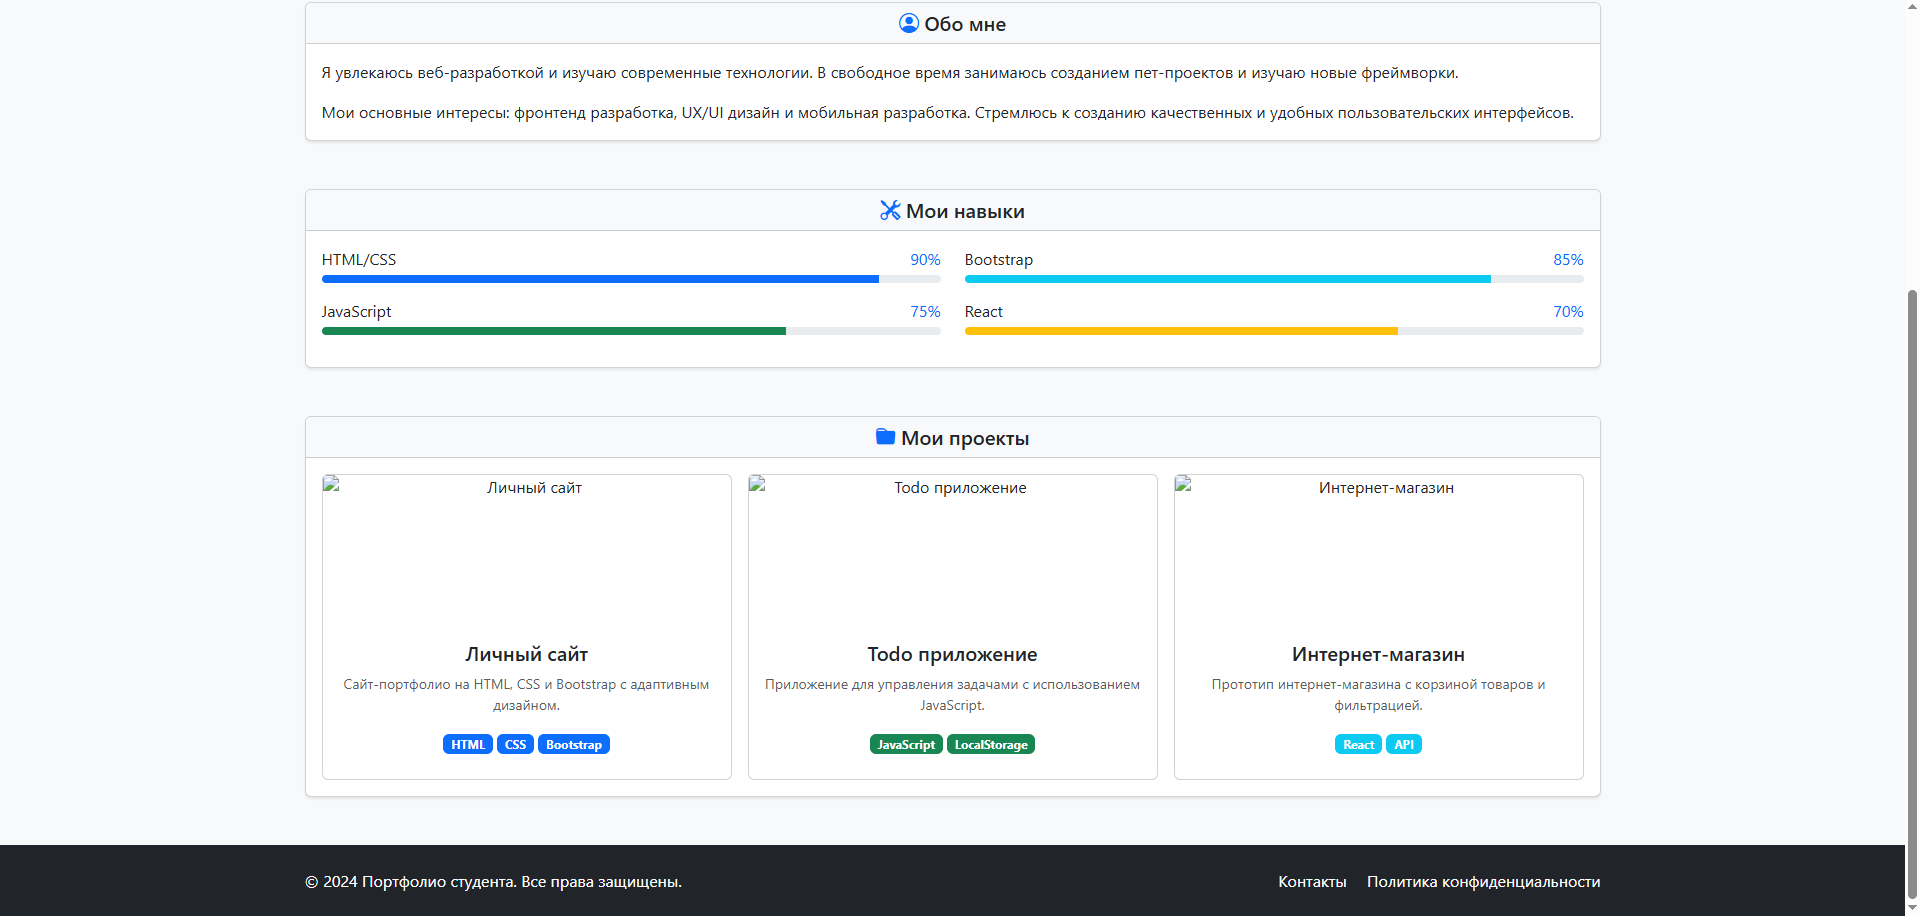 Обо мне
Я увлекаюсь веб-разработкой и изучаю современные технологии. В свободное время занимаюсь созданием пет-проектов и изучаю новые фреймворки.
Мои основные интересы: фронтенд разработка, UX/UI дизайн и мобильная разработка. Стремлюсь к созданию качественных и удобных пользовательских интерфейсов.
Мои навыки
HTML/CSS 90% Bootstrap 85%
JavaScript 75% React 70%
Мои проекты
Личный сайт
Личный сайт
Сайт-портфолио на HTML, CSS и Bootstrap с адаптивным
дизайном.
HTML CSS Bootstrap
Todo приложение
Todo приложение
Приложение для управления задачами с использованием
JavaScript.
JavaScript LocalStorage
Интернет-магазин
Интернет-магазин
Прототип интернет-магазина с корзиной товаров и
фильтрацией.
React API
© 2024 Портфолио студента. Все права защищены. Контакты Политика конфиденциальности